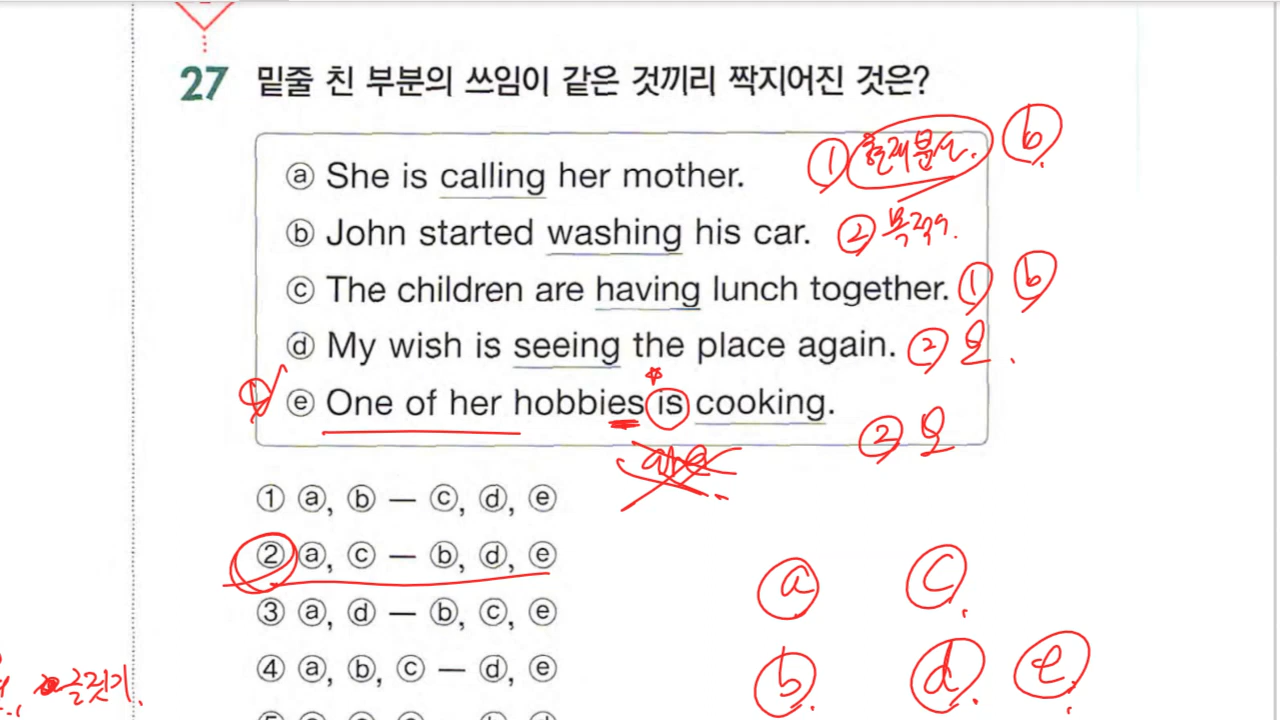 27 밑줄 친 부분의 쓰임이 같은 것끼리 짝지어진 것은?
ⓐ She is calling her mother. ① 현재분사. ⓑ
ⓑ John started washing his car. ② 목적어.
ⓒ The children are having lunch together. ① ⓑ
ⓓ My wish is seeing the place again. ② 보.
ⓔ One of her hobbies is cooking.
② 보
are
① ⓐ, ⓑ — ⓒ, ⓓ, ⓔ
② ⓐ, ⓒ — ⓑ, ⓓ, ⓔ
ⓐ ⓒ
③ ⓐ, ⓓ — ⓑ, ⓒ, ⓔ
④ ⓐ, ⓑ, ⓒ — ⓓ, ⓔ
ⓑ ⓓ ⓔ